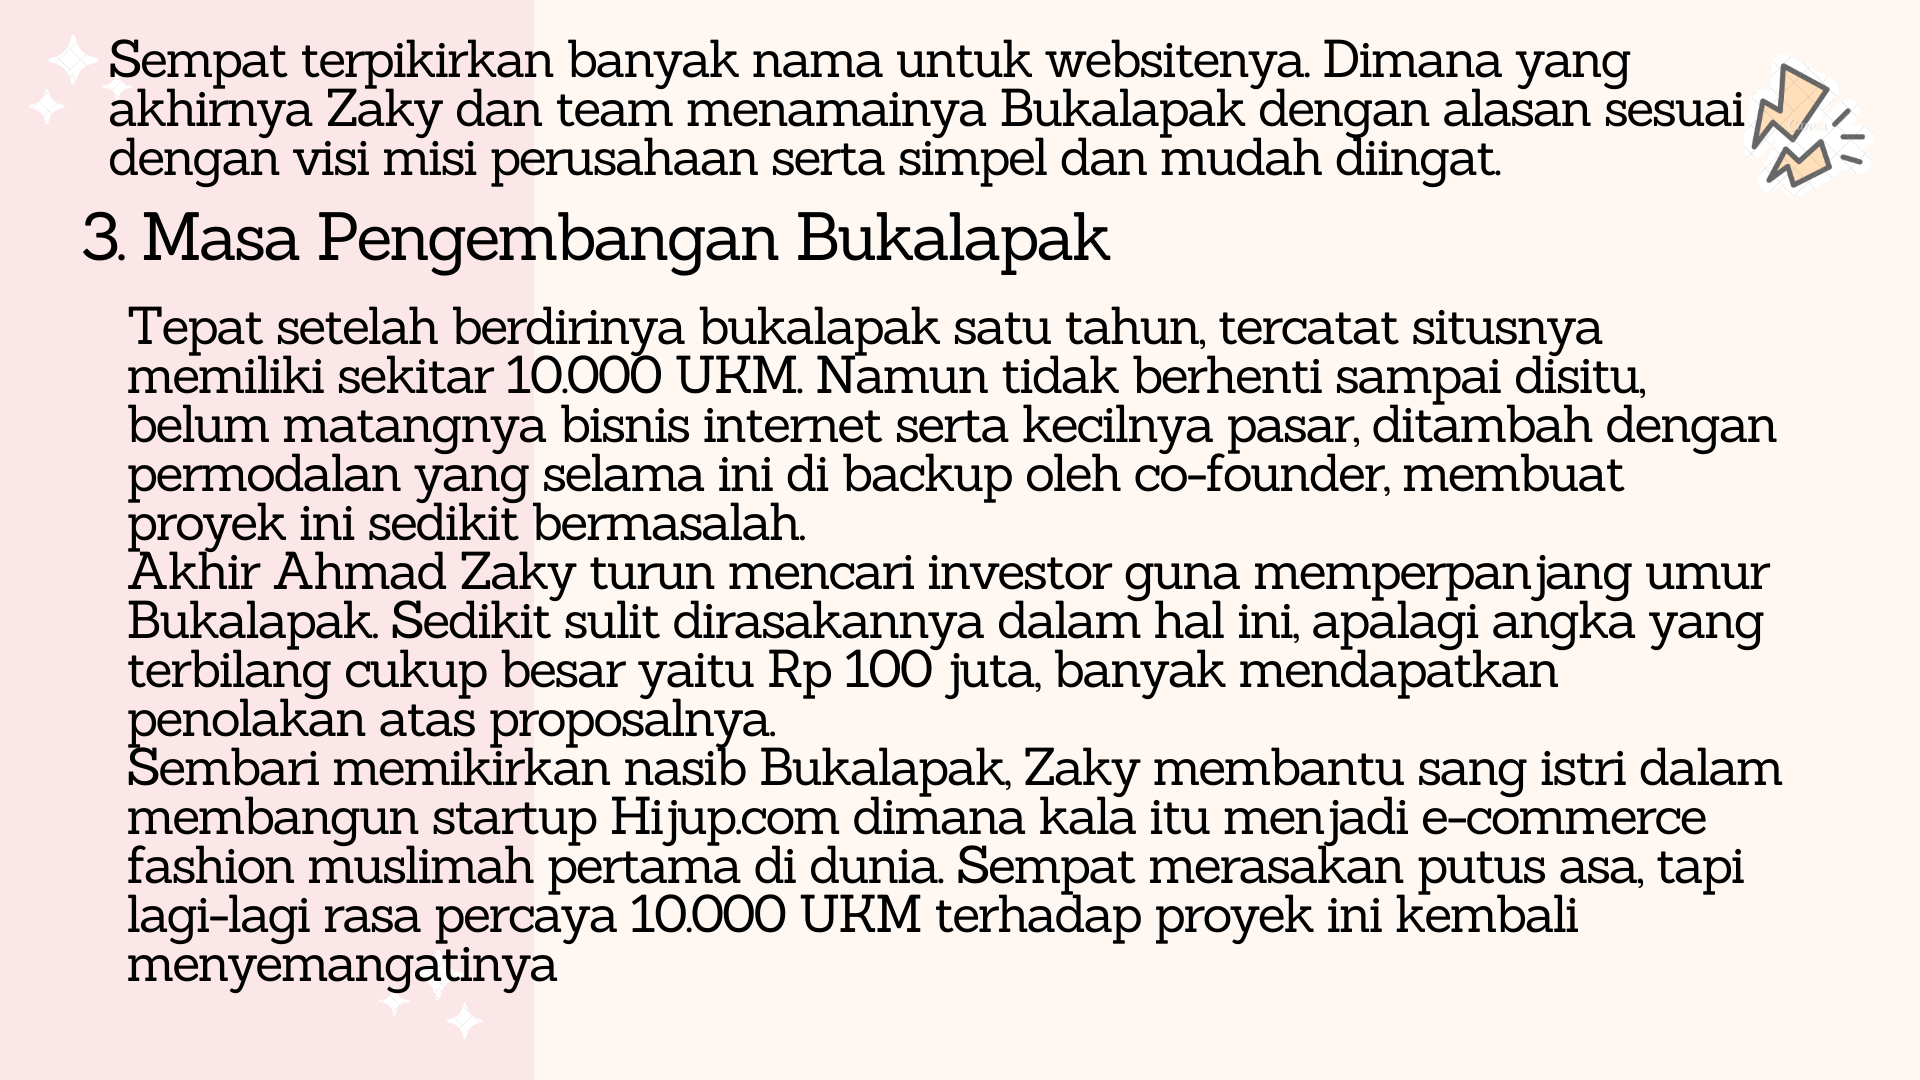 Sempat terpikirkan banyak nama untuk websitenya. Dimana yang
akhirnya Zaky dan team menamainya Bukalapak dengan alasan sesuai
dengan visi misi perusahaan serta simpel dan mudah diingat.
3. Masa Pengembangan Bukalapak
Tepat setelah berdirinya bukalapak satu tahun, tercatat situsnya
memiliki sekitar 10.000 UKM. Namun tidak berhenti sampai disitu,
belum matangnya bisnis internet serta kecilnya pasar, ditambah dengan
permodalan yang selama ini di backup oleh co-founder, membuat
proyek ini sedikit bermasalah.
Akhir Ahmad Zaky turun mencari investor guna memperpanjang umur
Bukalapak. Sedikit sulit dirasakannya dalam hal ini, apalagi angka yang
terbilang cukup besar yaitu Rp 100 juta, banyak mendapatkan
penolakan atas proposalnya.
Sembari memikirkan nasib Bukalapak, Zaky membantu sang istri dalam
membangun startup Hijup.com dimana kala itu menjadi e-commerce
fashion muslimah pertama di dunia. Sempat merasakan putus asa, tapi
lagi-lagi rasa percaya 10.000 UKM terhadap proyek ini kembali
menyemangatinya